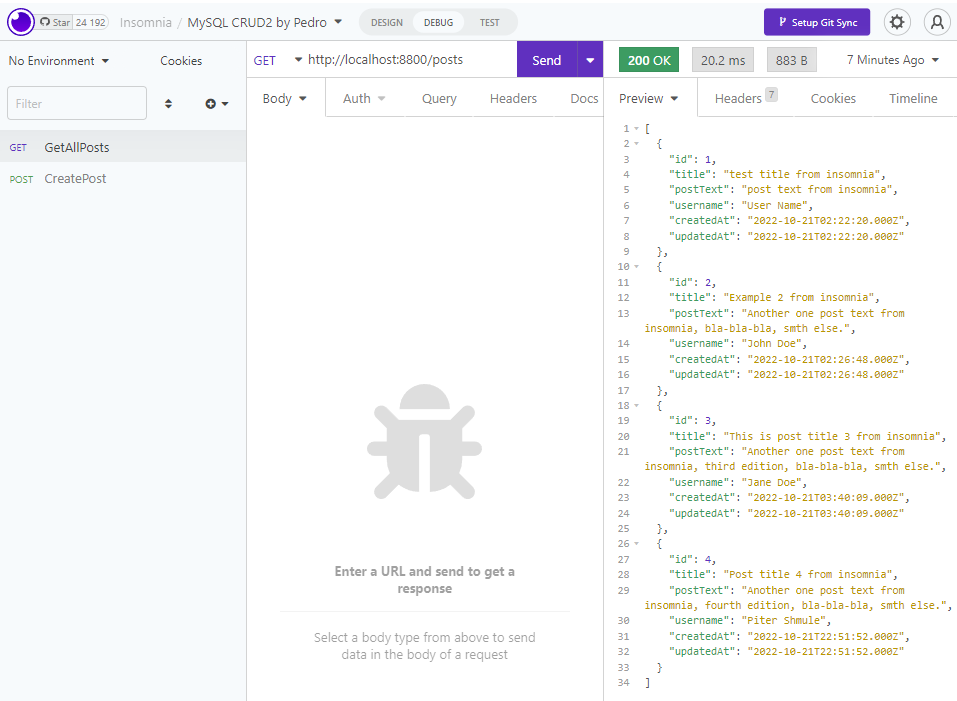 Star 24 192 Insomnia / MySQL CRUD2 by Pedro DESIGN DEBUG TEST Setup Git Sync
No Environment Cookies
GET http://localhost:8800/posts Send
200 OK 20.2 ms 883 B 7 Minutes Ago
Filter
Body Auth Query Headers Docs
Preview Headers 7 Cookies Timeline
GET GetAllPosts
POST CreatePost
Enter a URL and send to get a
response
Select a body type from above to send
data in the body of a request
1 [
2 {
3 "id": 1,
4 "title": "test title from insomnia",
5 "postText": "post text from insomnia",
6 "username": "User Name",
7 "createdAt": "2022-10-21T02:22:20.000Z",
8 "updatedAt": "2022-10-21T02:22:20.000Z"
9 },
10 {
11 "id": 2,
12 "title": "Example 2 from insomnia",
13 "postText": "Another one post text from
insomnia, bla-bla-bla, smth else.",
14 "username": "John Doe",
15 "createdAt": "2022-10-21T02:26:48.000Z",
16 "updatedAt": "2022-10-21T02:26:48.000Z"
17 },
18 {
19 "id": 3,
20 "title": "This is post title 3 from insomnia",
21 "postText": "Another one post text from
insomnia, third edition, bla-bla-bla, smth else.",
22 "username": "Jane Doe",
23 "createdAt": "2022-10-21T03:40:09.000Z",
24 "updatedAt": "2022-10-21T03:40:09.000Z"
25 },
26 {
27 "id": 4,
28 "title": "Post title 4 from insomnia",
29 "postText": "Another one post text from
insomnia, fourth edition, bla-bla-bla, smth else.",
30 "username": "Piter Shmule",
31 "createdAt": "2022-10-21T22:51:52.000Z",
32 "updatedAt": "2022-10-21T22:51:52.000Z"
33 }
34 ]